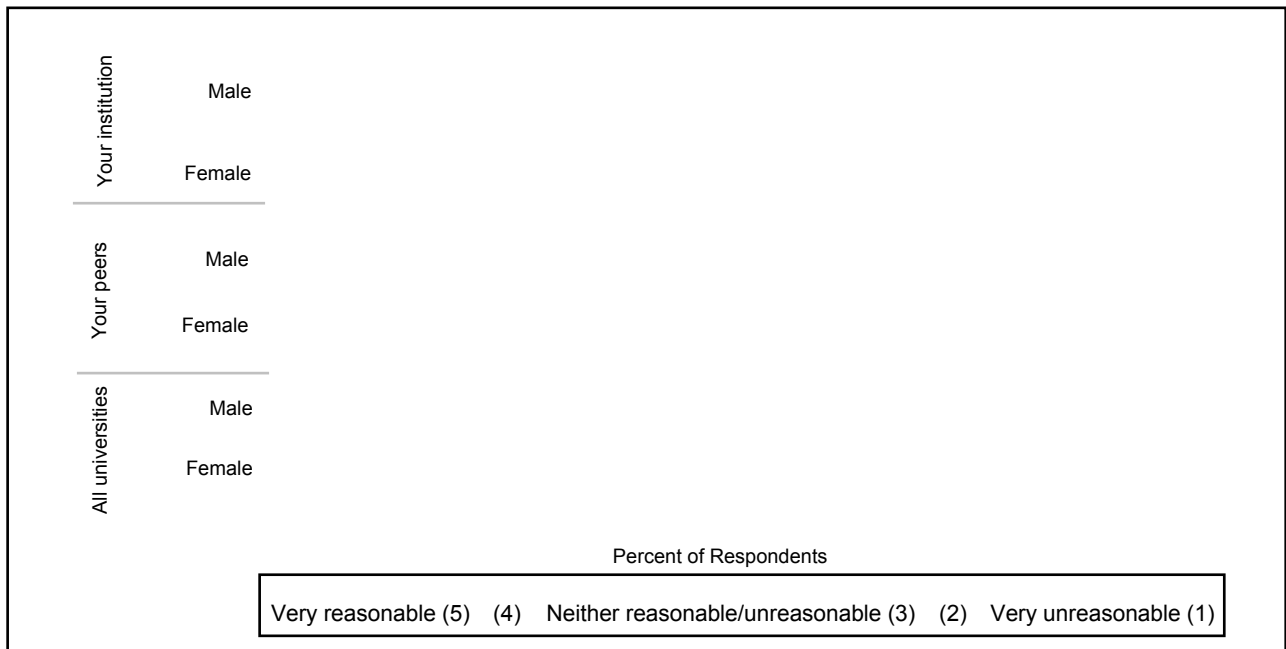 Your institution
Male
Female
Your peers
Male
Female
All universities
Male
Female
Percent of Respondents
Very reasonable (5) (4) Neither reasonable/unreasonable (3) (2) Very unreasonable (1)